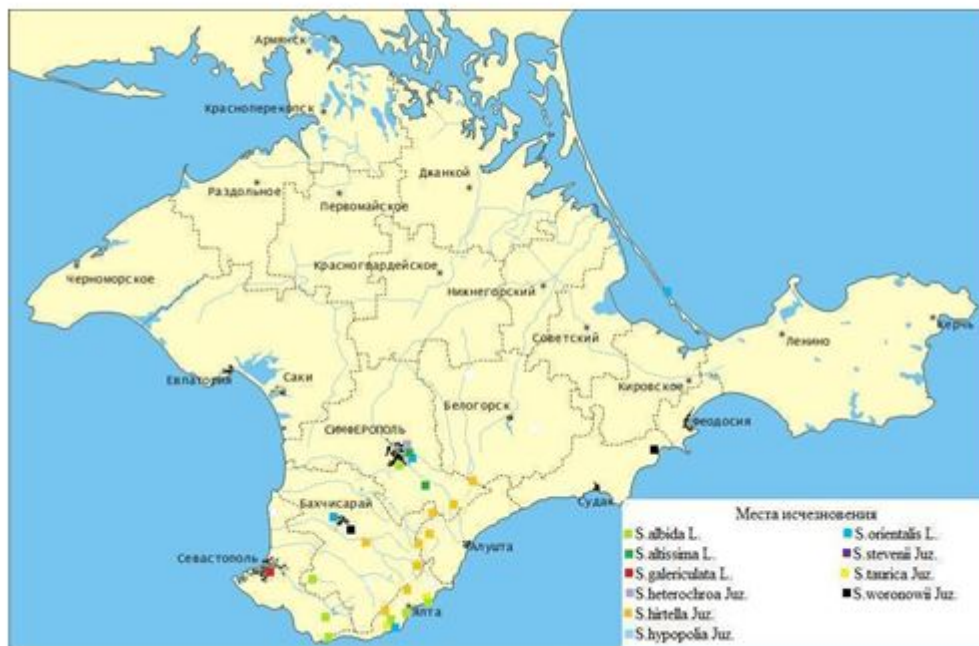 Армянск
Красноперекопск
Джанкой
Раздольное
Первомайское
Черноморское
Красногвардейское
Нижнегорский
Советский
Ленино
Керчь
Евпатория
Саки
Кировское
Белогорск
Феодосия
СИМФЕРОПОЛЬ
Бахчисарай
Судак
Севастополь
Алушта
Ялта
Места исчезновения
S.albida L.
S.altissima L.
S.galericulata L.
S.heterochroa Juz.
S.hirtella Juz.
S.hypopolia Juz.
S.orientalis L.
S.stevenii Juz.
S.taurica Juz.
S.woronowii Juz.